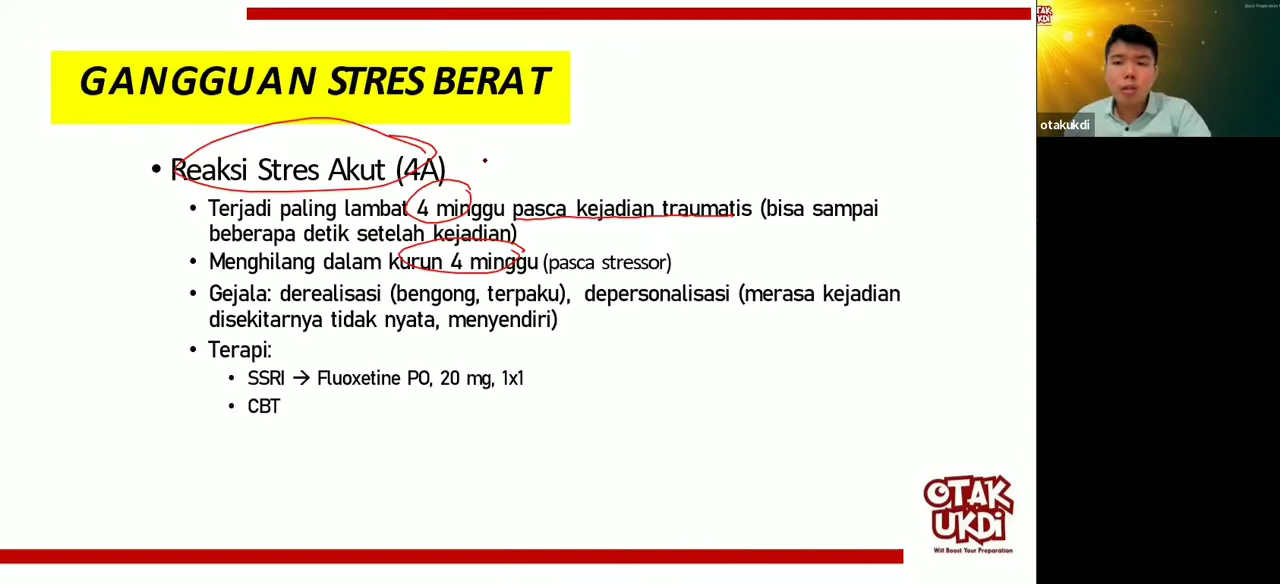 GANGGUAN STRES BERAT
• Reaksi Stres Akut (4A)
• Terjadi paling lambat 4 minggu pasca kejadian traumatis (bisa sampai
beberapa detik setelah kejadian)
• Menghilang dalam kurun 4 minggu (pasca stressor)
• Gejala: derealisasi (bengong, terpaku), depersonalisasi (merasa kejadian
disekitarnya tidak nyata, menyendiri)
• Terapi:
• SSRI → Fluoxetine PO, 20 mg, 1x1
• CBT
OTAK
UKDi
Will Boost Your Preparation
otakukdi